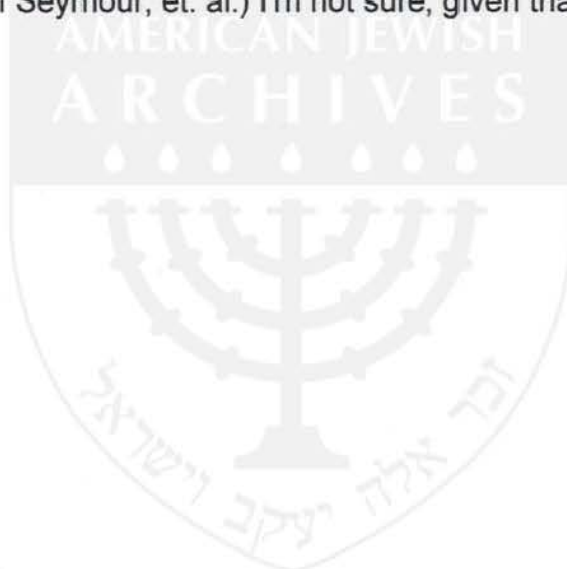 Seymour, et. al.) I'm not sure, given tha
AMERICAN JEWISH
ARCHIVES
זכר אלה יעקב וישראל